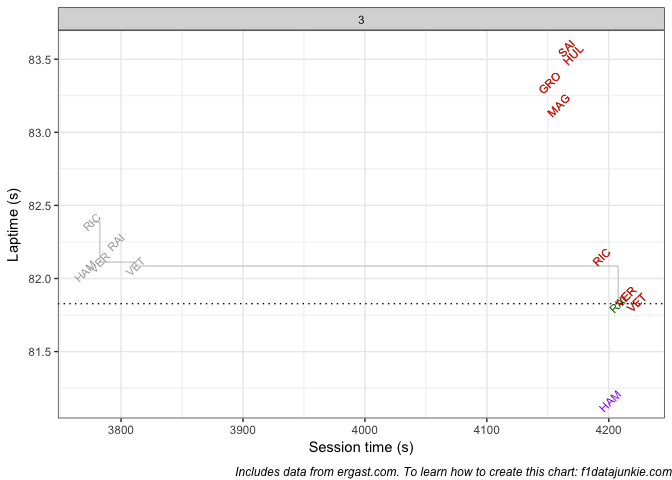 3
Laptime (s)
83.5
83.0
82.5
82.0
81.5
SAI
HUL
GRO
MAG
RIC
RAI
VER
HAM
VET
RIC
VER
RAI
VET
HAM
3800
3900
4000
4100
4200
Session time (s)
Includes data from ergast.com. To learn how to create this chart: f1datajunkie.com